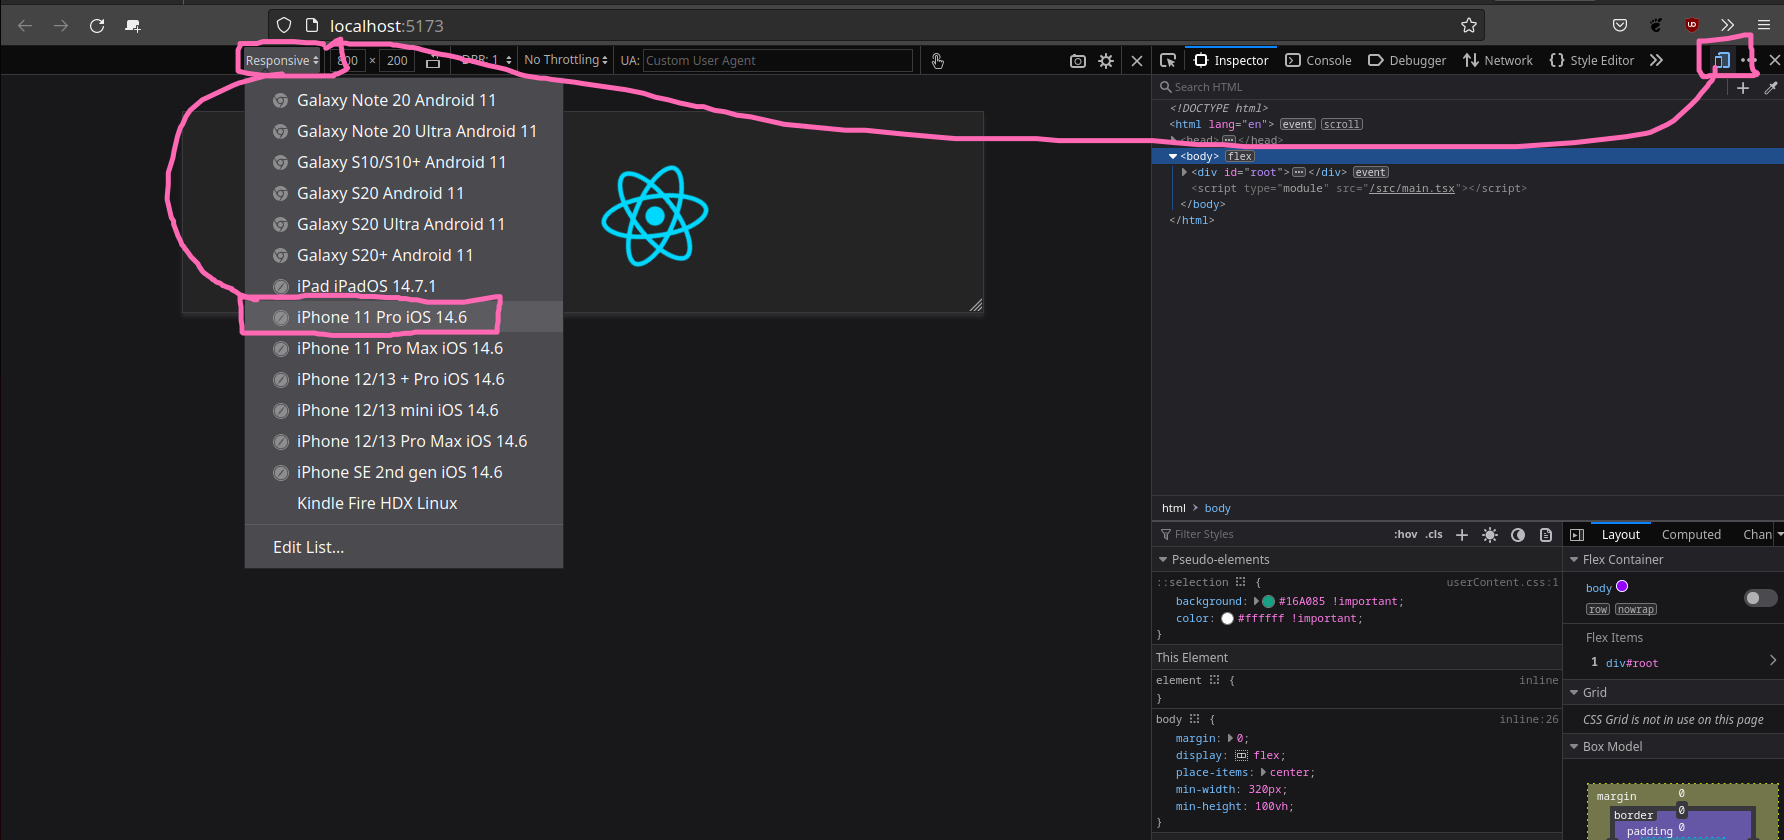 localhost:5173
Responsive
800 × 200
DPR: 1
No Throttling
UA: Custom User Agent
Inspector
Console
Debugger
Network
Style Editor
Galaxy Note 20 Android 11
Galaxy Note 20 Ultra Android 11
Galaxy S10/S10+ Android 11
Galaxy S20 Android 11
Galaxy S20 Ultra Android 11
Galaxy S20+ Android 11
iPad iPadOS 14.7.1
iPhone 11 Pro iOS 14.6
iPhone 11 Pro Max iOS 14.6
iPhone 12/13 + Pro iOS 14.6
iPhone 12/13 mini iOS 14.6
iPhone 12/13 Pro Max iOS 14.6
iPhone SE 2nd gen iOS 14.6
Kindle Fire HDX Linux
Edit List...
Search HTML
<!DOCTYPE html>
<html lang="en"> event scroll
<head> ... </head>
<body> flex
<div id="root"> ... </div> event
<script type="module" src="/src/main.tsx"></script>
</body>
</html>
html > body
Filter Styles
:hov .cls
Pseudo-elements
::selection {
userContent.css:1
background: #16A085 !important;
color: #ffffff !important;
}
This Element
element {
inline
}
body {
inline:26
margin: 0;
display: flex;
place-items: center;
min-width: 320px;
min-height: 100vh;
}
Layout
Computed
Chan
Flex Container
body
row nowrap
Flex Items
1 div#root
Grid
CSS Grid is not in use on this page
Box Model
margin 0
border 0
padding 0